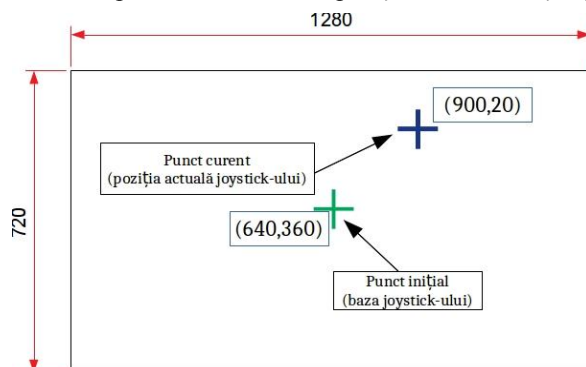 1280
(900,20)
Punct curent
(poziția actuală joystick-ului)
720
(640,360)
Punct inițial
(baza joystick-ului)